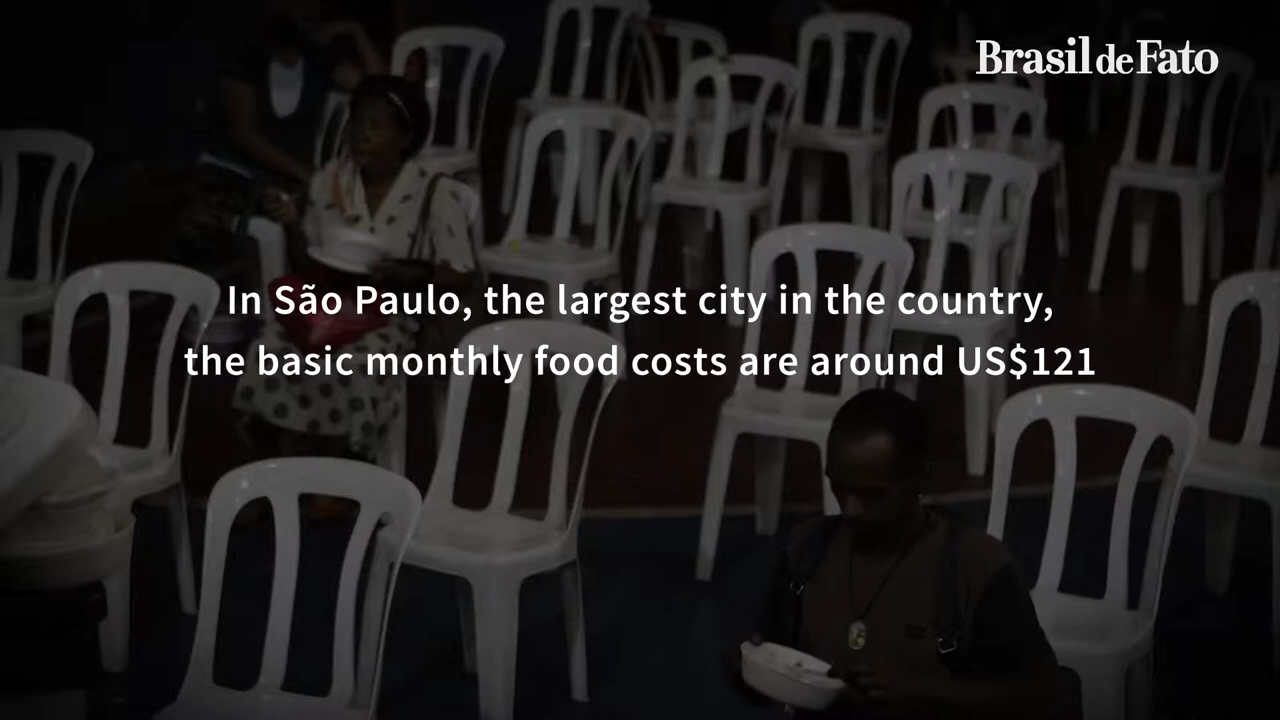 Brasil de Fato
In São Paulo, the largest city in the country,
the basic monthly food costs are around US$121